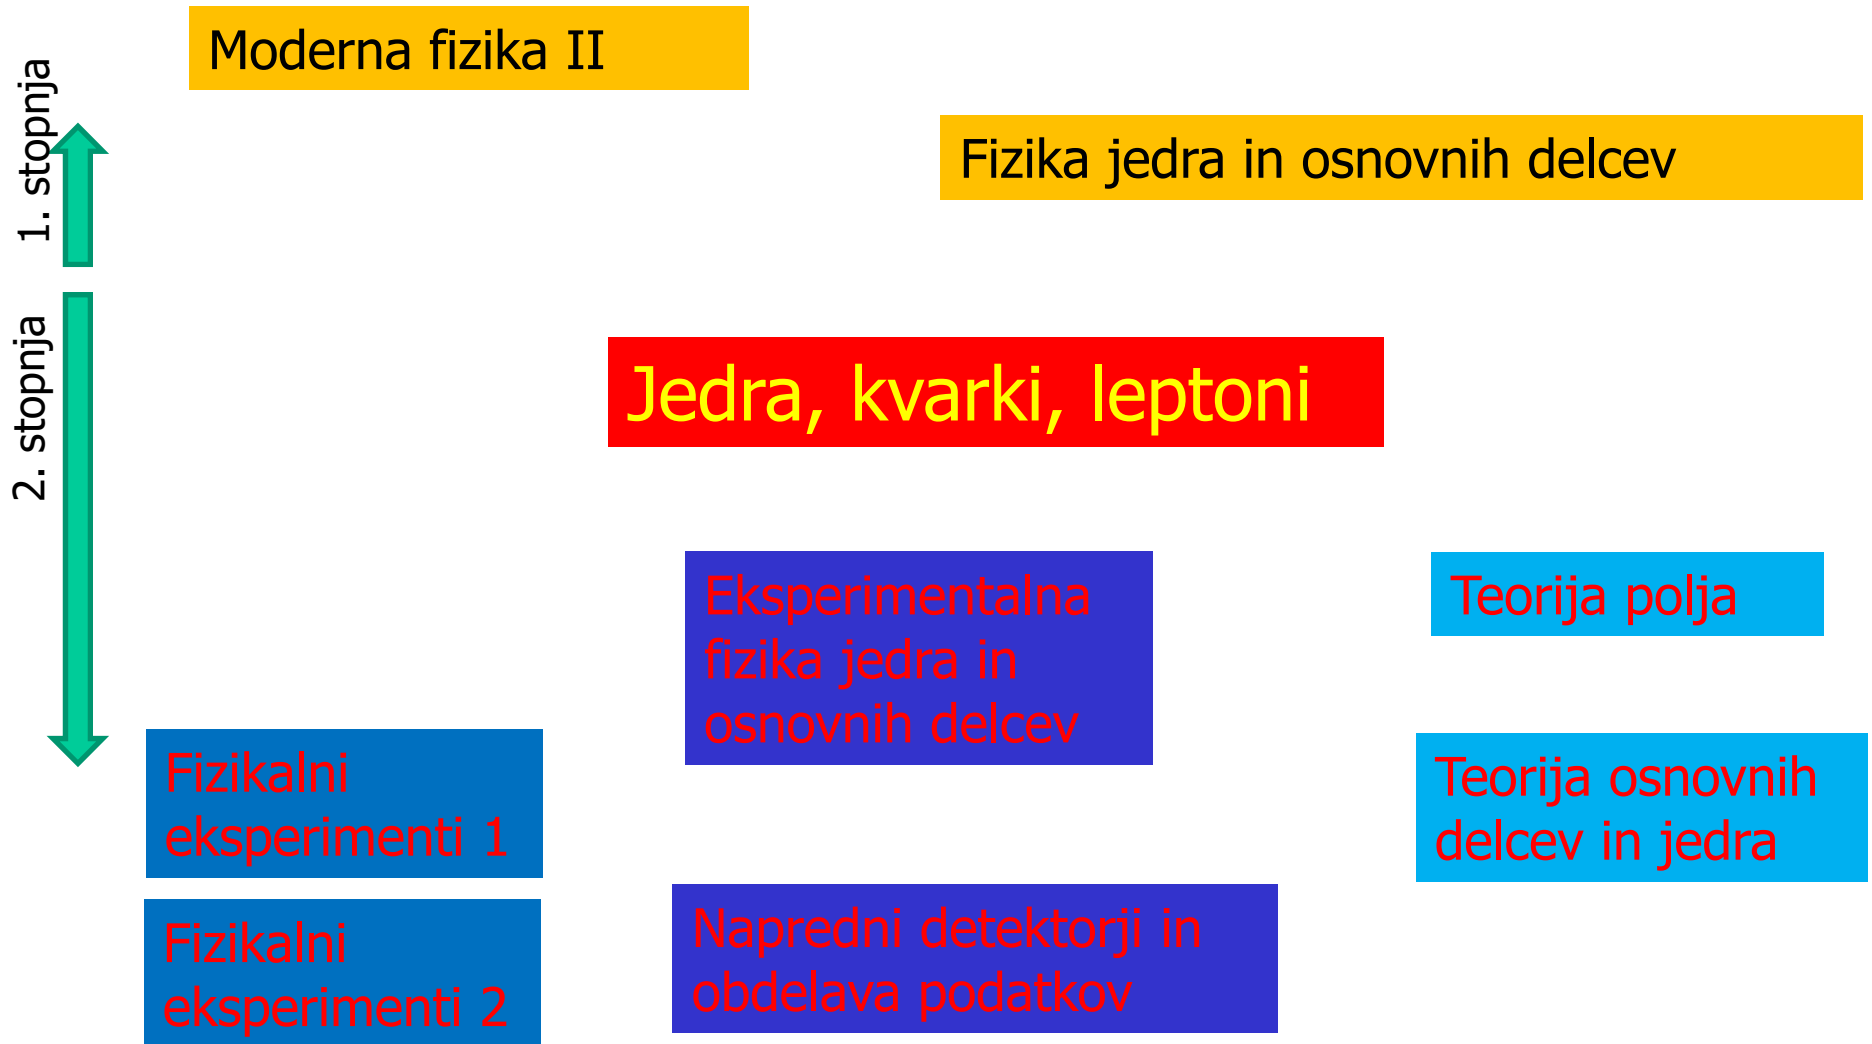 Moderna fizika II
1. stopnja
Fizika jedra in osnovnih delcev
2. stopnja
Jedra, kvarki, leptoni
Eksperimentalna
fizika jedra in
osnovnih delcev
Teorija polja
Fizikalni
eksperimenti 1
Teorija osnovnih
delcev in jedra
Fizikalni
eksperimenti 2
Napredni detektorji in
obdelava podatkov